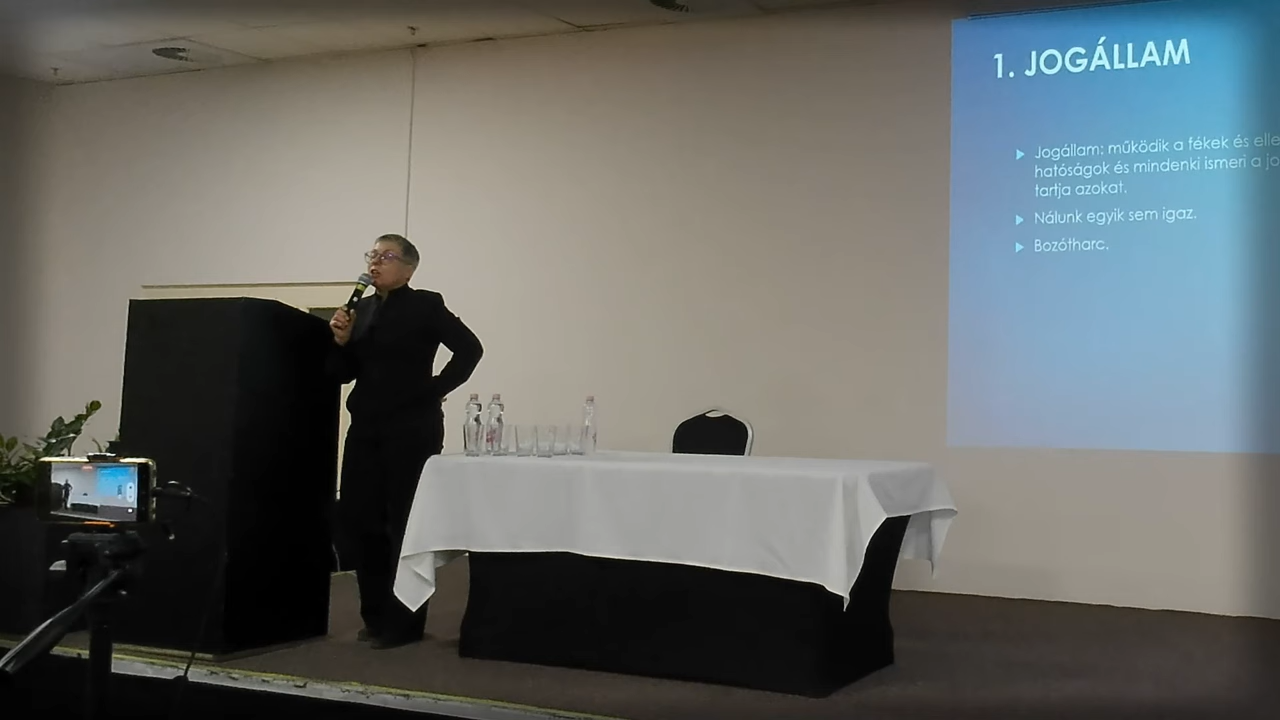 1. JOGÁLLAM
Jogállam: működik a fékek és elle
hatóságok és mindenki ismeri a jo
tartja azokat.
Nálunk egyik sem igaz.
Bozótharc.